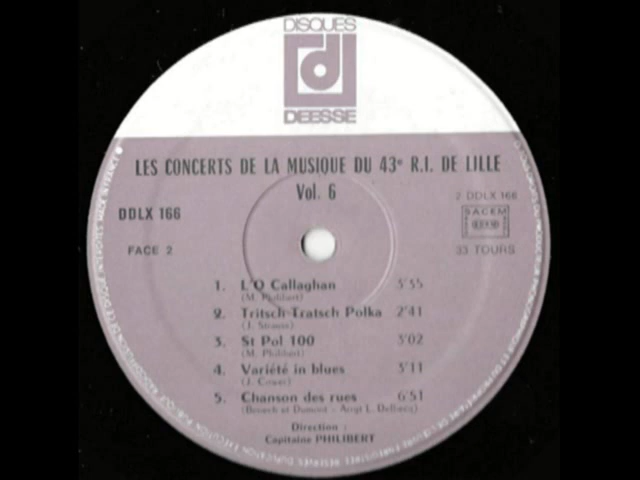 DISQUES
DEESSE
LES CONCERTS DE LA MUSIQUE DU 43e R.I. DE LILLE
Vol. 6
DDLX 166
2 DDLX 166
SACEM
FACE 2
33 TOURS
1. L'O Callaghan 3'35
(M. Philibert)
2. Tritsch Tratsch Polka 2'41
(J. Strauss)
3. St Pol 100 3'02
(M. Philibert)
4. Variété in blues 3'11
5. Chanson des rues 6'51
Direction :
Capitaine PHILIBERT